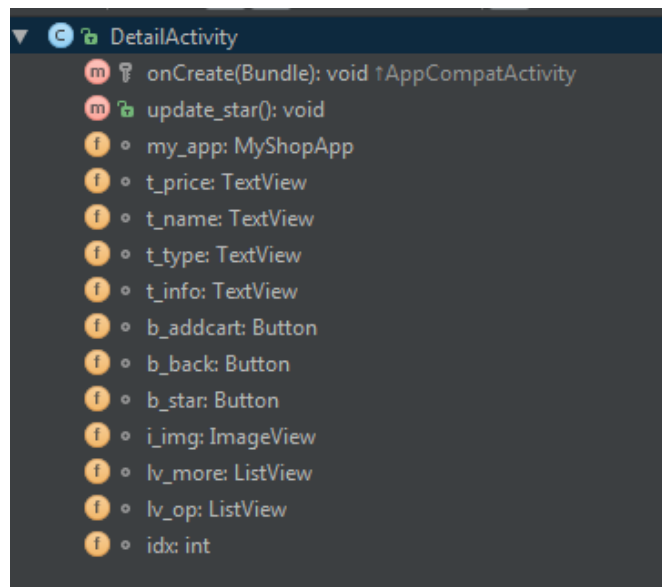 C DetailActivity
m onCreate(Bundle): void ↑AppCompatActivity
m update_star(): void
f my_app: MyShopApp
f t_price: TextView
f t_name: TextView
f t_type: TextView
f t_info: TextView
f b_addcart: Button
f b_back: Button
f b_star: Button
f i_img: ImageView
f lv_more: ListView
f lv_op: ListView
f idx: int